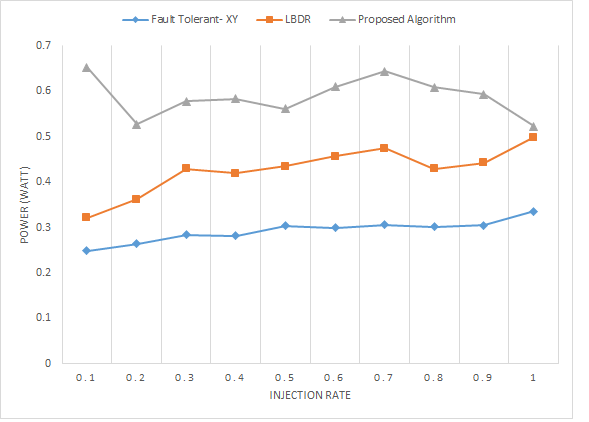 Fault Tolerant- XY LBDR Proposed Algorithm
0.7
0.6
0.5
0.4
0.3
0.2
0.1
0
POWER (WATT)
0.1 0.2 0.3 0.4 0.5 0.6 0.7 0.8 0.9 1
INJECTION RATE